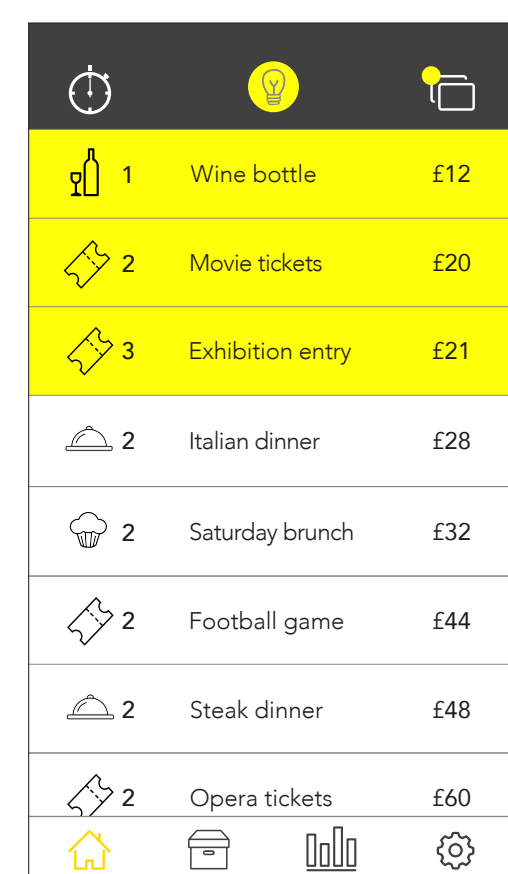 1 Wine bottle £12
2 Movie tickets £20
3 Exhibition entry £21
2 Italian dinner £28
2 Saturday brunch £32
2 Football game £44
2 Steak dinner £48
2 Opera tickets £60